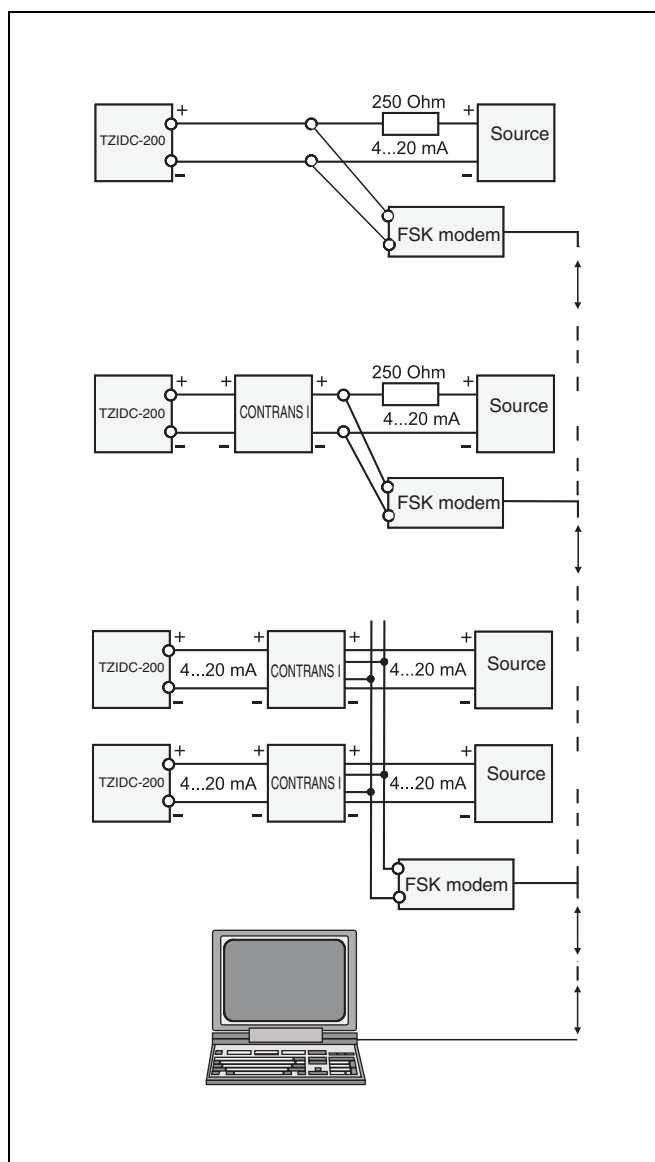 250 Ohm
+ +
TZIDC-200 Source
4...20 mA
- -
FSK modem
250 Ohm
+ + + +
TZIDC-200 CONTRANS I Source
4...20 mA
- - - -
FSK modem
+ + + +
TZIDC-200 4...20 mA CONTRANS I 4...20 mA Source
- - - -
+ + + +
TZIDC-200 4...20 mA CONTRANS I 4...20 mA Source
- - - -
FSK modem